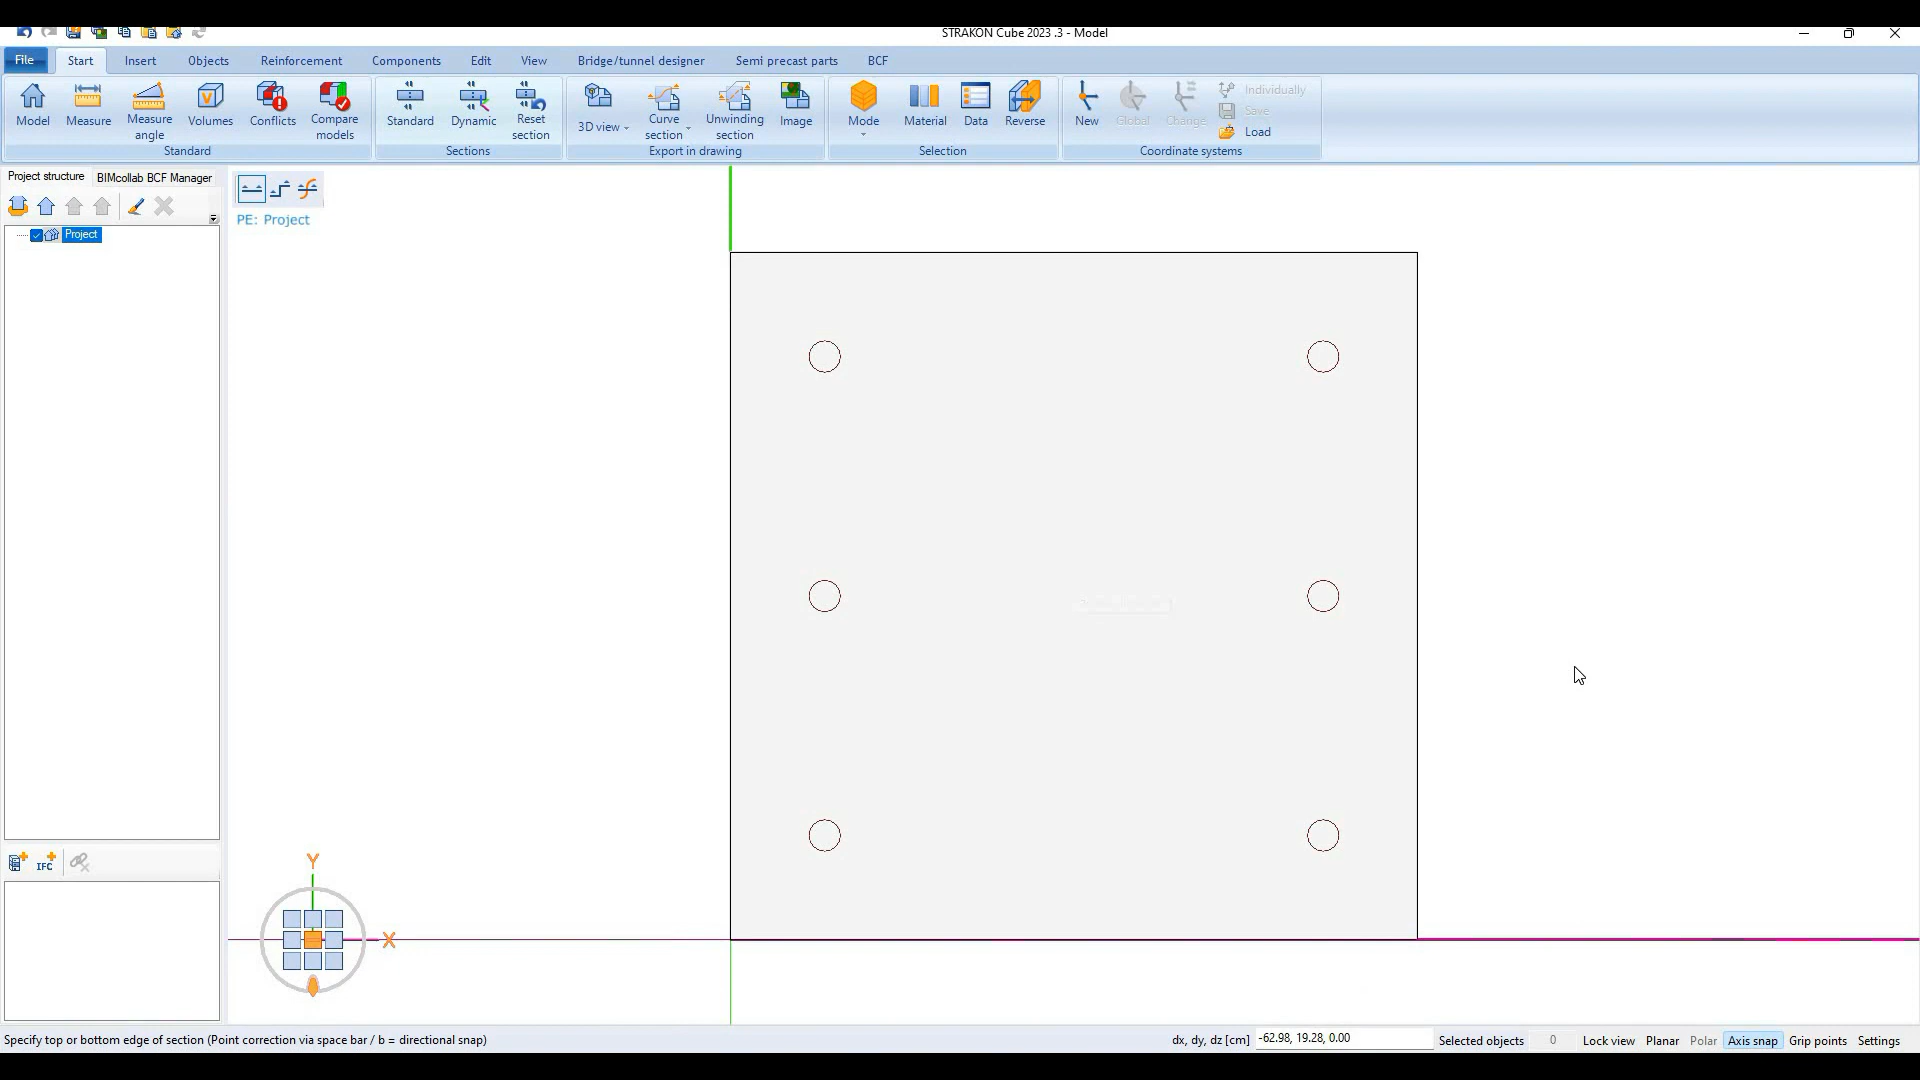 STRAKON Cube 2023 .3 - Model
File Start Insert Objects Reinforcement Components Edit View Bridge/tunnel designer Semi precast parts BCF
Model
Measure
Measure
angle
Volumes
Conflicts
Compare
models
Standard
Standard
Dynamic
Reset
section
Sections
3D view
Curve
section
Unwinding
section
Image
Export in drawing
Mode
Material
Data
Reverse
Selection
New
Global
Change
Individually
Save
Load
Coordinate systems
Project structure BIMcollab BCF Manager
Project
PE: Project
IFC
Y
X
Specify top or bottom edge of section (Point correction via space bar / b = directional snap)
dx, dy, dz [cm] -62.98, 19.28, 0.00 Selected objects 0 Lock view Planar Polar Axis snap Grip points Settings